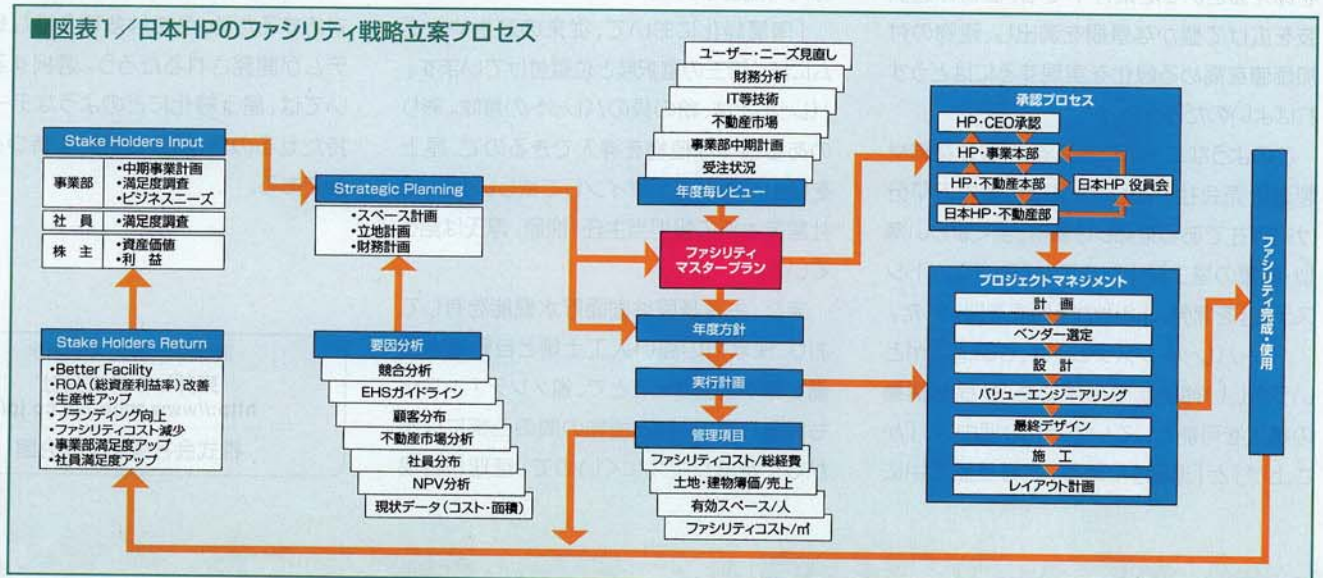 ■図表1／日本HPのファシリティ戦略立案プロセス
Stake Holders Input
事業部
•中期事業計画
•満足度調査
•ビジネスニーズ
社　員
•満足度調査
株　主
•資産価値
•利　益
Stake Holders Return
•Better Facility
•ROA（総資産利益率）改善
•生産性アップ
•ブランディング向上
•ファシリティコスト減少
•事業部満足度アップ
•社員満足度アップ
Strategic Planning
•スペース計画
•立地計画
•財務計画
要因分析
競合分析
EHSガイドライン
顧客分布
不動産市場分析
社員分布
NPV分析
現状データ（コスト・面積）
ユーザー・ニーズ見直し
財務分析
IT等技術
不動産市場
事業部中期計画
受注状況
年度毎レビュー
ファシリティ
マスタープラン
年度方針
実行計画
管理項目
ファシリティコスト/総経費
土地・建物簿価/売上
有効スペース/人
ファシリティコスト/㎡
承認プロセス
HP・CEO承認
HP・事業本部
HP・不動産本部
日本HP・不動産部
日本HP 役員会
プロジェクトマネジメント
計　画
ベンダー選定
設　計
バリューエンジニアリング
最終デザイン
施　工
レイアウト計画
ファシリティ完成・使用